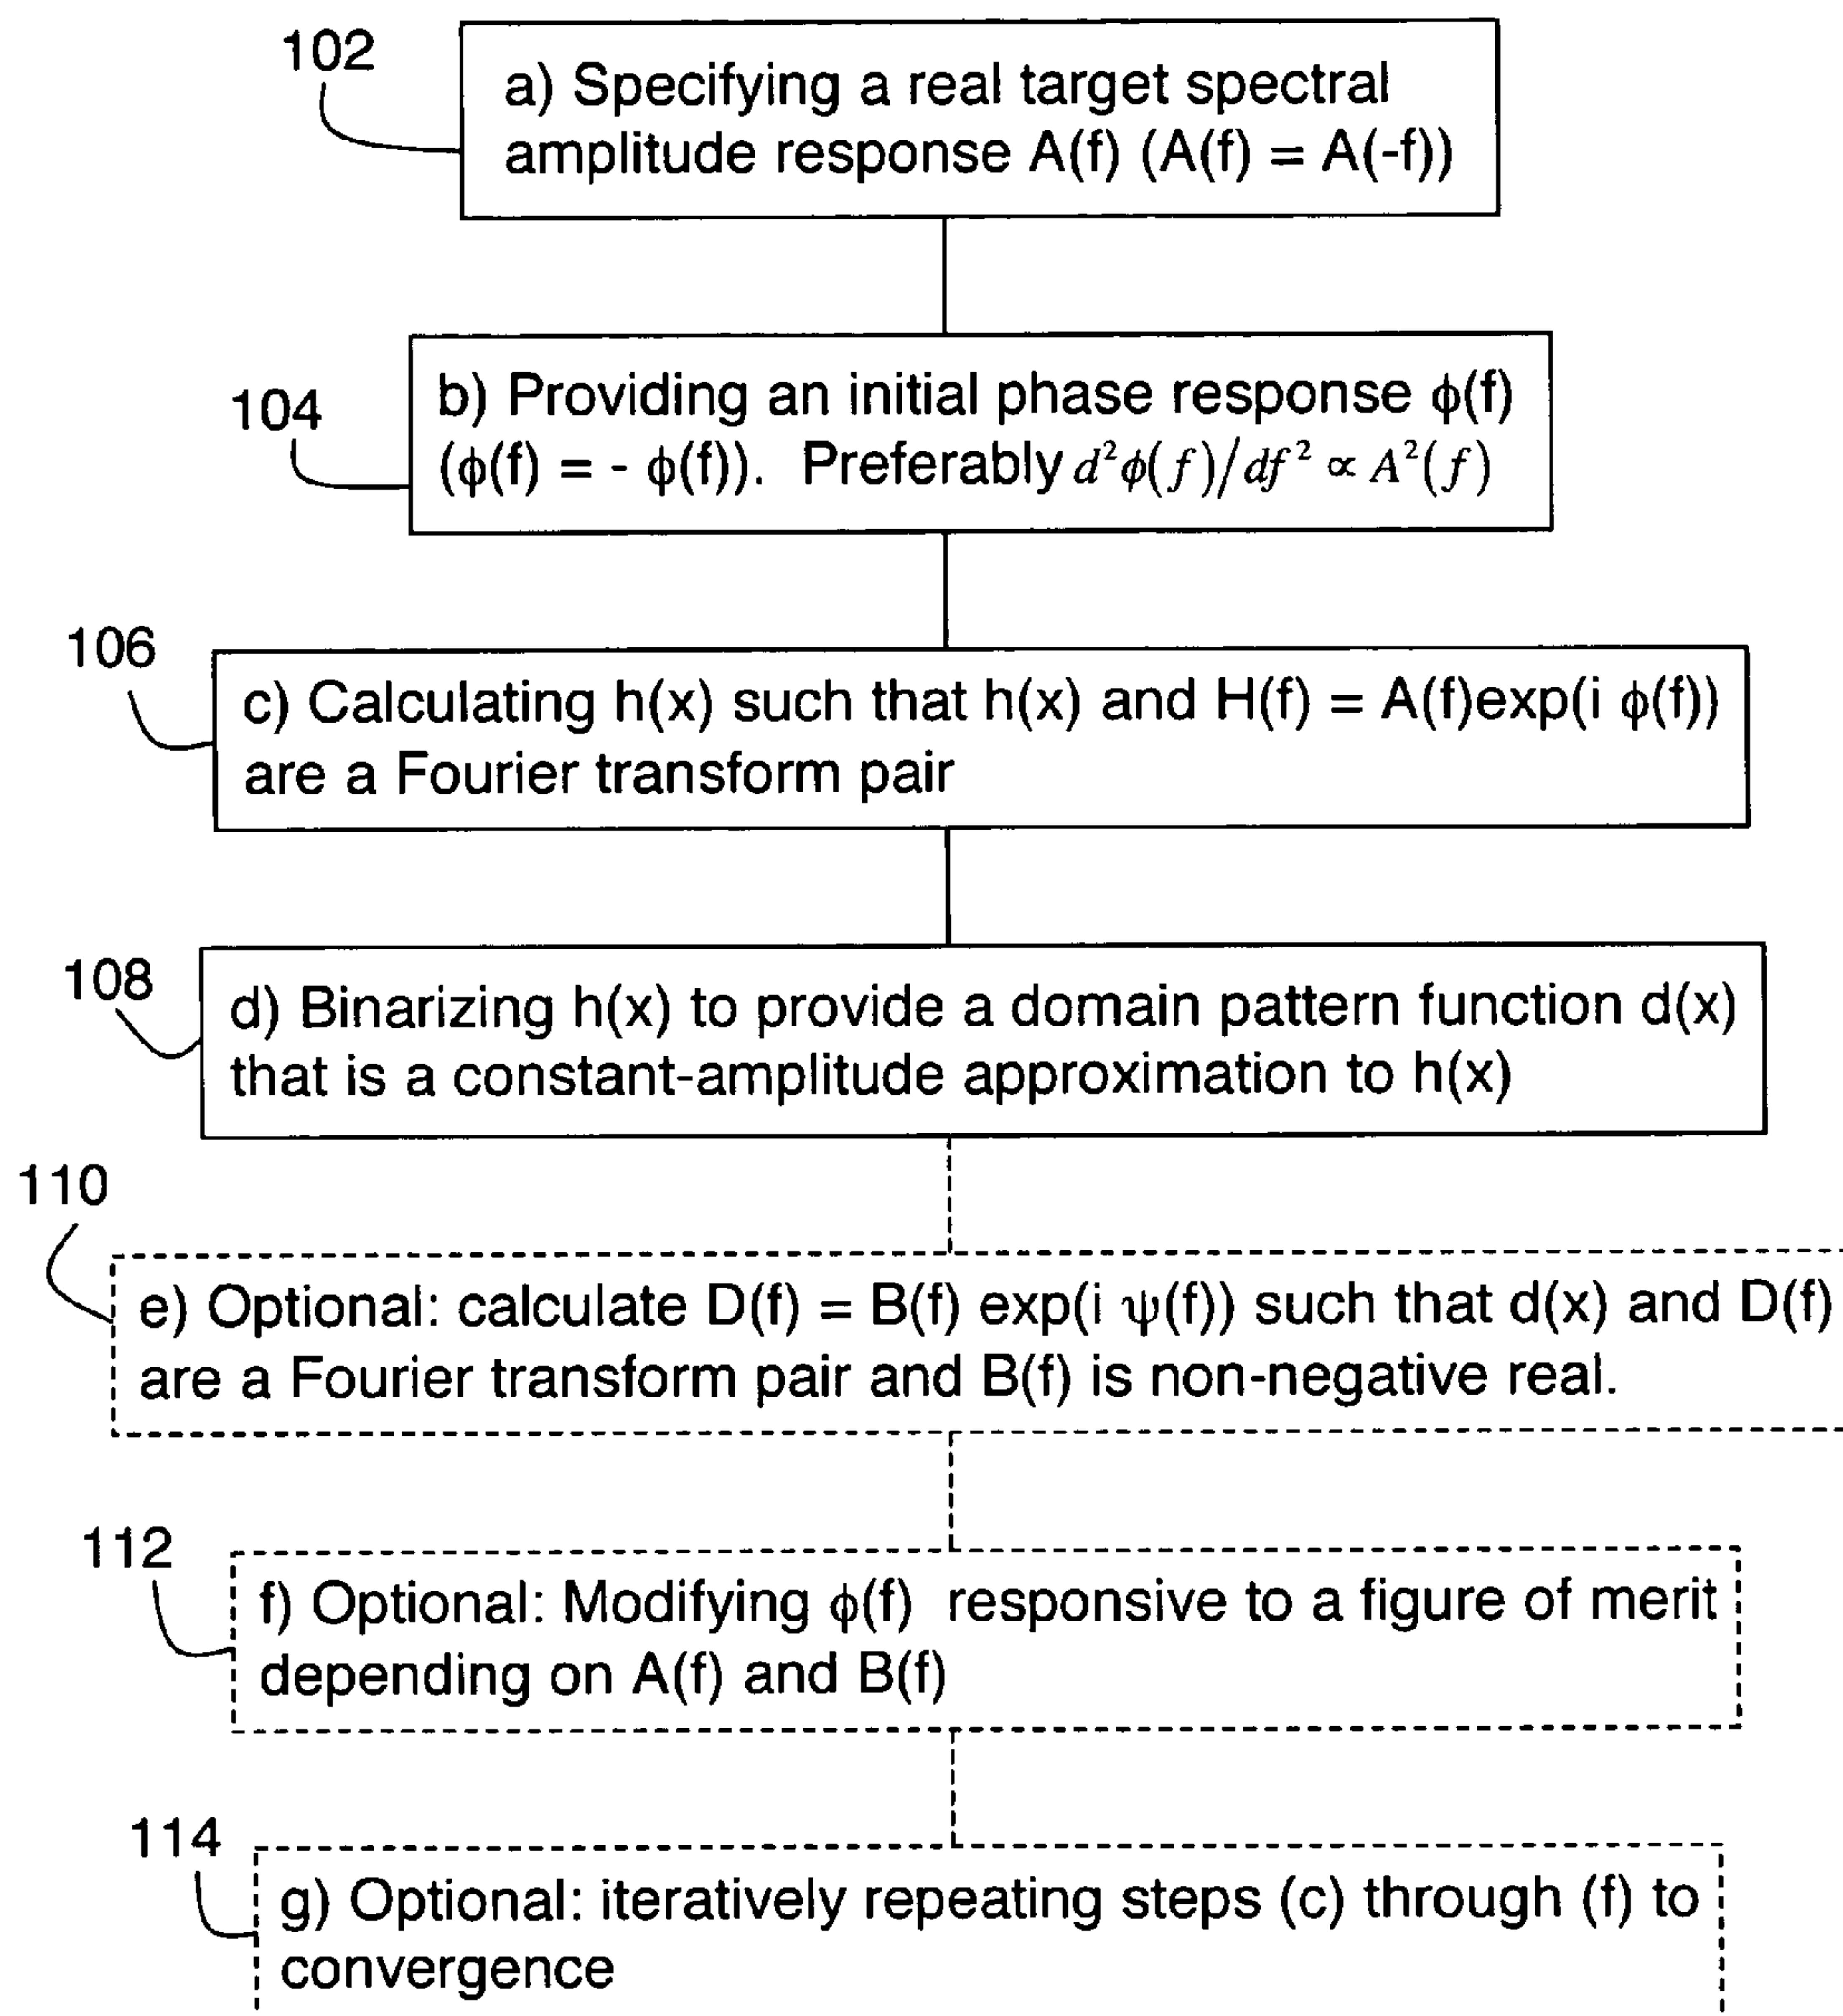 102
a) Specifying a real target spectral
amplitude response A(f) (A(f) = A(-f))
104
b) Providing an initial phase response ϕ(f)
(ϕ(f) = - ϕ(f)). Preferably d²ϕ(f)/df² ∝ A²(f)
106
c) Calculating h(x) such that h(x) and H(f) = A(f)exp(i ϕ(f))
are a Fourier transform pair
108
d) Binarizing h(x) to provide a domain pattern function d(x)
that is a constant-amplitude approximation to h(x)
110
e) Optional: calculate D(f) = B(f) exp(i ψ(f)) such that d(x) and D(f)
are a Fourier transform pair and B(f) is non-negative real.
112
f) Optional: Modifying ϕ(f) responsive to a figure of merit
depending on A(f) and B(f)
114
g) Optional: iteratively repeating steps (c) through (f) to
convergence